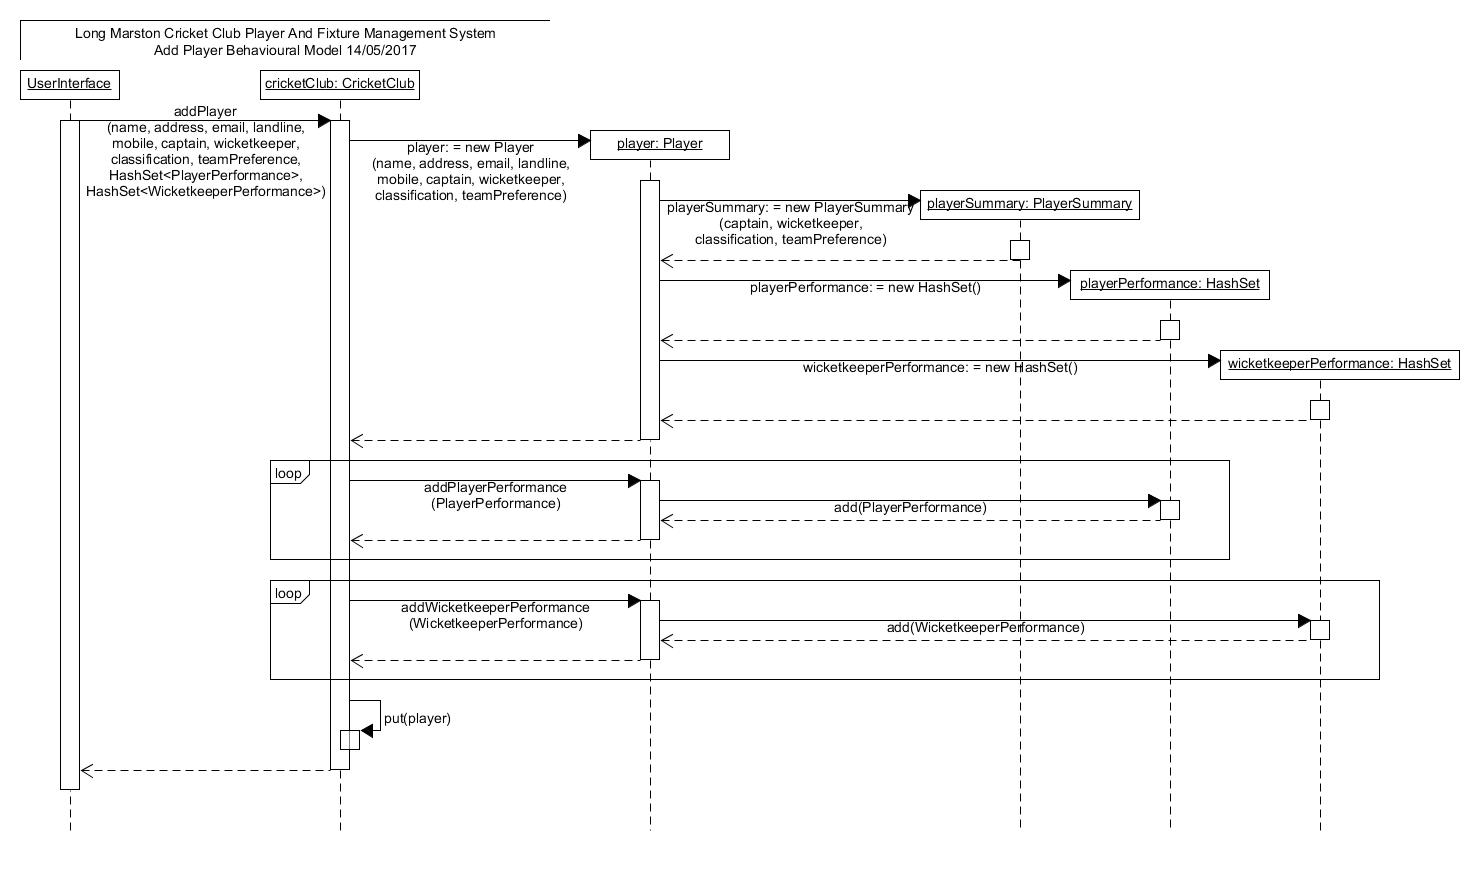 Long Marston Cricket Club Player And Fixture Management System
Add Player Behavioural Model 14/05/2017
UserInterface
cricketClub: CricketClub
addPlayer
(name, address, email, landline,
mobile, captain, wicketkeeper,
classification, teamPreference,
HashSet<PlayerPerformance>,
HashSet<WicketkeeperPerformance>)
player: = new Player
(name, address, email, landline,
mobile, captain, wicketkeeper,
classification, teamPreference)
player: Player
playerSummary: = new PlayerSummary
(captain, wicketkeeper,
classification, teamPreference)
playerSummary: PlayerSummary
playerPerformance: = new HashSet()
playerPerformance: HashSet
wicketkeeperPerformance: = new HashSet()
wicketkeeperPerformance: HashSet
loop
addPlayerPerformance
(PlayerPerformance)
add(PlayerPerformance)
loop
addWicketkeeperPerformance
(WicketkeeperPerformance)
add(WicketkeeperPerformance)
put(player)